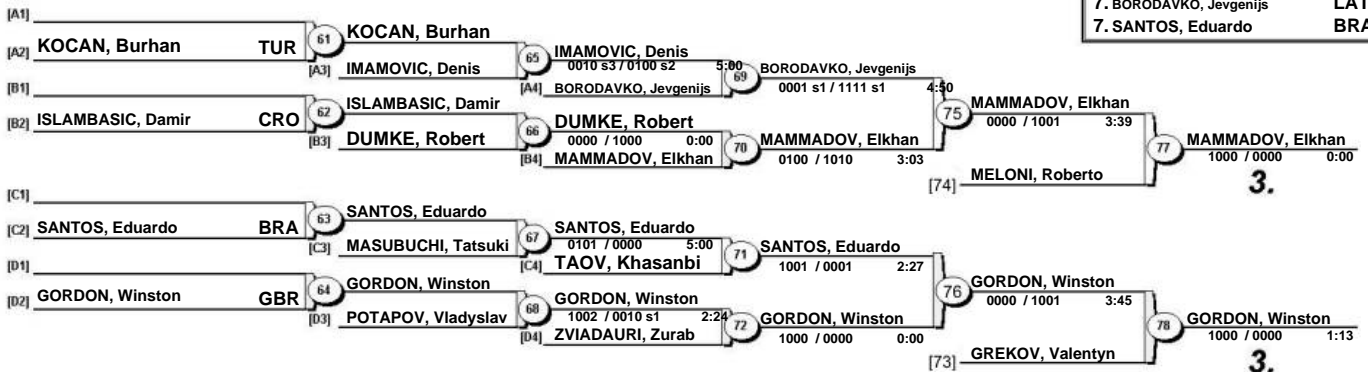 7. BORODAVKO, Jevgenijs LAT
7. SANTOS, Eduardo BRA
[A1]
[A2] KOCAN, Burhan TUR
61
KOCAN, Burhan
[A3] IMAMOVIC, Denis
65
IMAMOVIC, Denis
0010 s3 / 0100 s2 5:00
[A4] BORODAVKO, Jevgenijs
69
BORODAVKO, Jevgenijs
0001 s1 / 1111 s1 4:50
[B1]
[B2] ISLAMBASIC, Damir CRO
62
ISLAMBASIC, Damir
[B3] DUMKE, Robert
66
DUMKE, Robert
0000 / 1000 0:00
[B4] MAMMADOV, Elkhan
70
MAMMADOV, Elkhan
0100 / 1010 3:03
75
MAMMADOV, Elkhan
0000 / 1001 3:39
[74] MELONI, Roberto
77
MAMMADOV, Elkhan
1000 / 0000 0:00
3.
[C1]
[C2] SANTOS, Eduardo BRA
63
SANTOS, Eduardo
[C3] MASUBUCHI, Tatsuki
67
SANTOS, Eduardo
0101 / 0000 5:00
[C4] TAOV, Khasanbi
71
SANTOS, Eduardo
1001 / 0001 2:27
[D1]
[D2] GORDON, Winston GBR
64
GORDON, Winston
[D3] POTAPOV, Vladyslav
68
GORDON, Winston
1002 / 0010 s1 2:24
[D4] ZVIADAURI, Zurab
72
GORDON, Winston
1000 / 0000 0:00
76
GORDON, Winston
0000 / 1001 3:45
[73] GREKOV, Valentyn
78
GORDON, Winston
1000 / 0000 1:13
3.